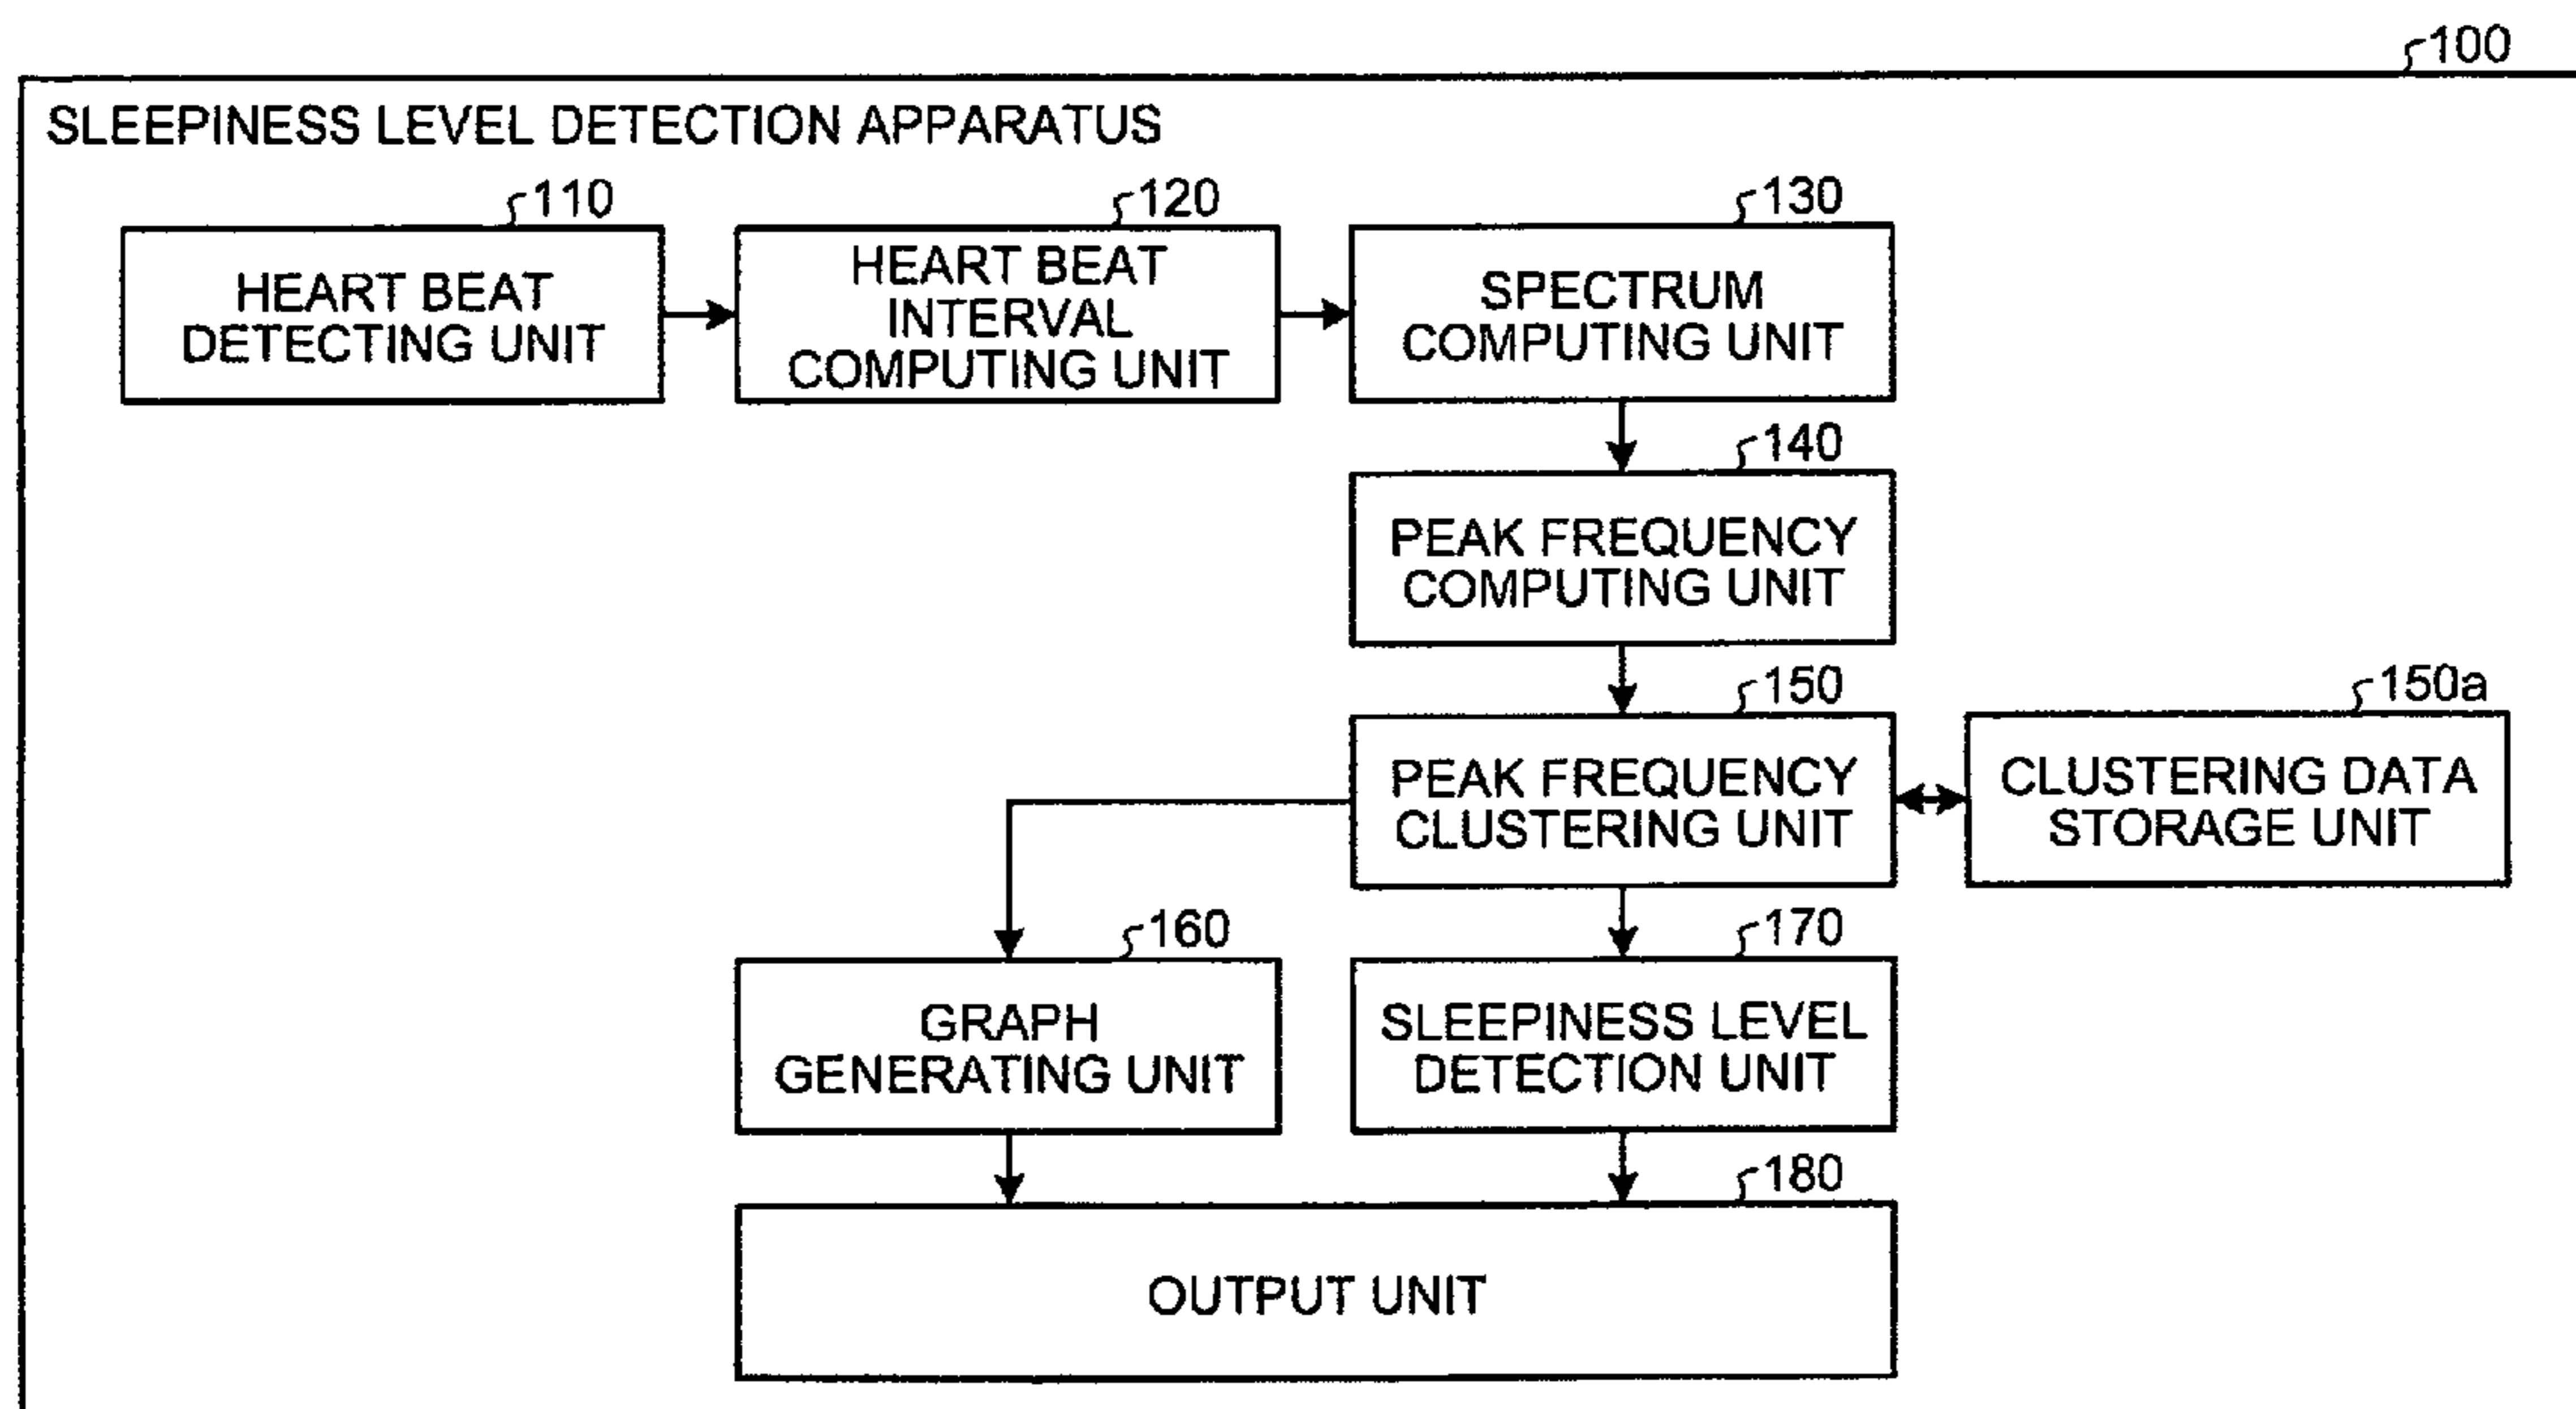 100
SLEEPINESS LEVEL DETECTION APPARATUS
110
HEART BEAT
DETECTING UNIT
120
HEART BEAT
INTERVAL
COMPUTING UNIT
130
SPECTRUM
COMPUTING UNIT
140
PEAK FREQUENCY
COMPUTING UNIT
150
PEAK FREQUENCY
CLUSTERING UNIT
150a
CLUSTERING DATA
STORAGE UNIT
160
GRAPH
GENERATING UNIT
170
SLEEPINESS LEVEL
DETECTION UNIT
180
OUTPUT UNIT